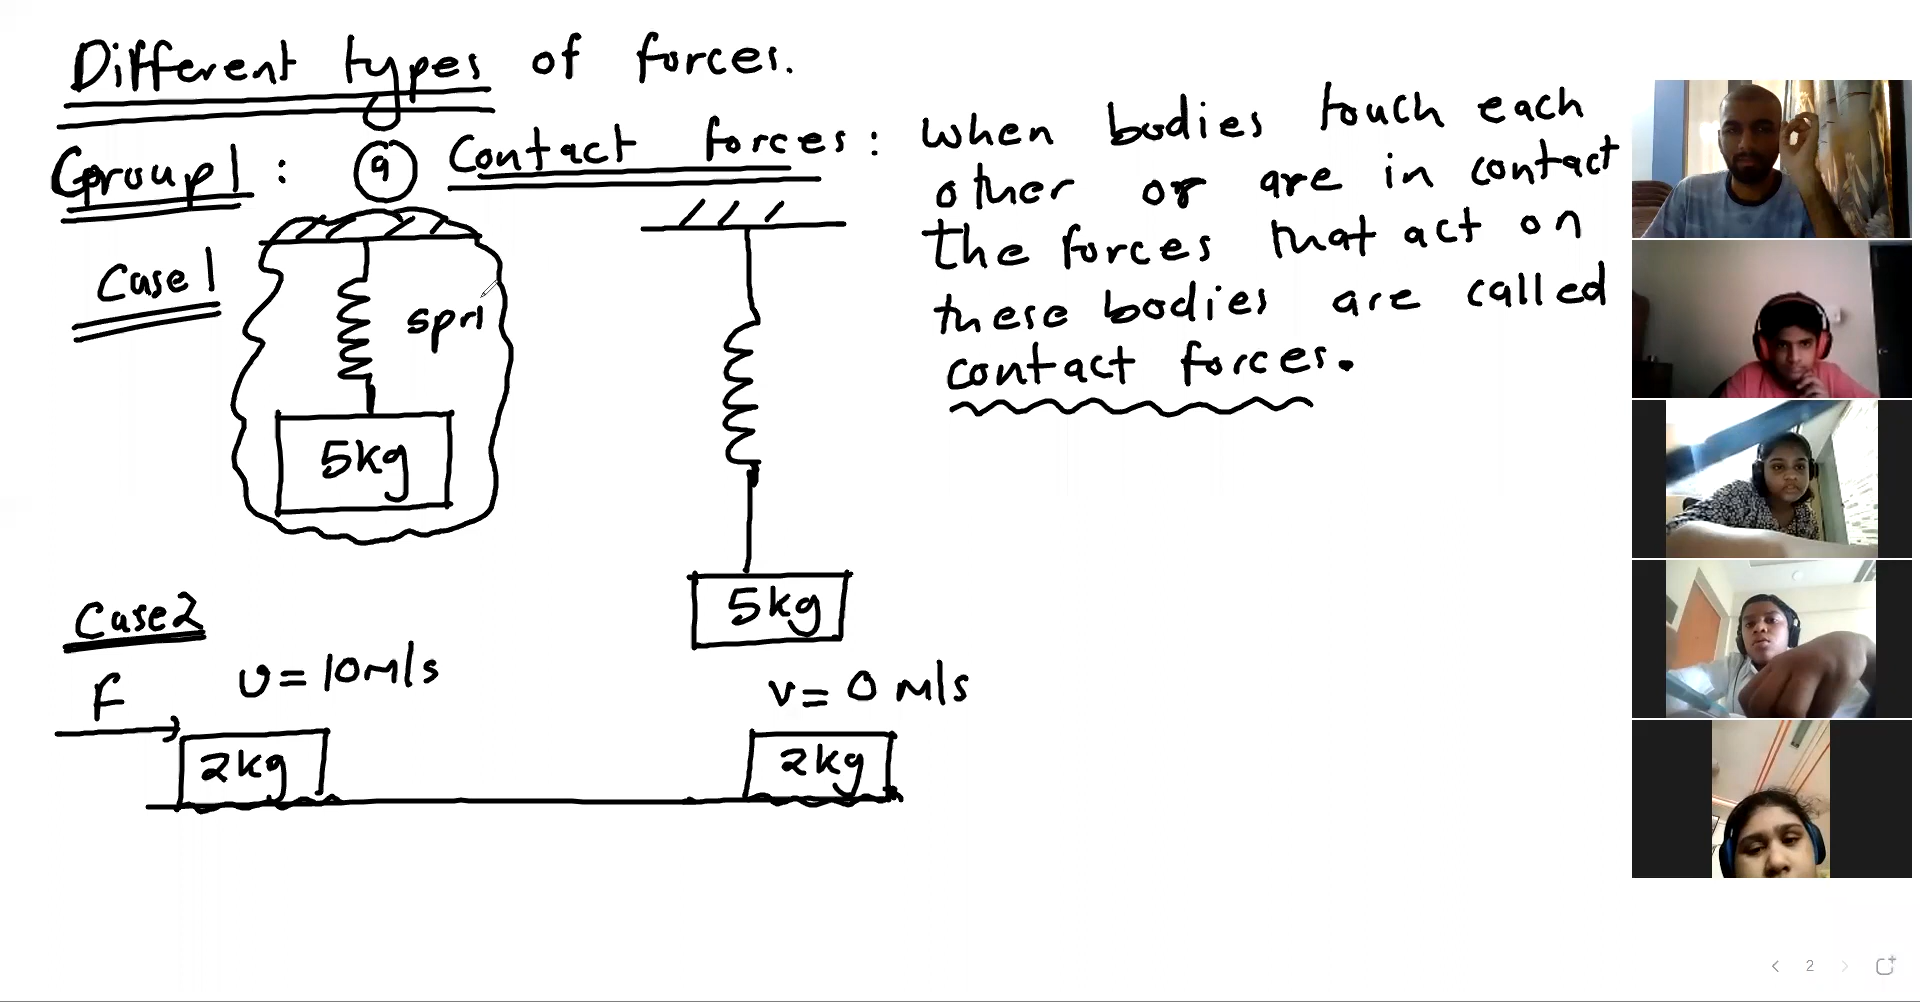 Different types of forces.
Group 1 : (a) Contact forces : when bodies touch each
other or are in contact
the forces that act on
these bodies are called
contact forces.
Case 1
spri
5kg
5kg
Case 2
F
u = 10 m/s
v = 0 m/s
2kg
2kg
2